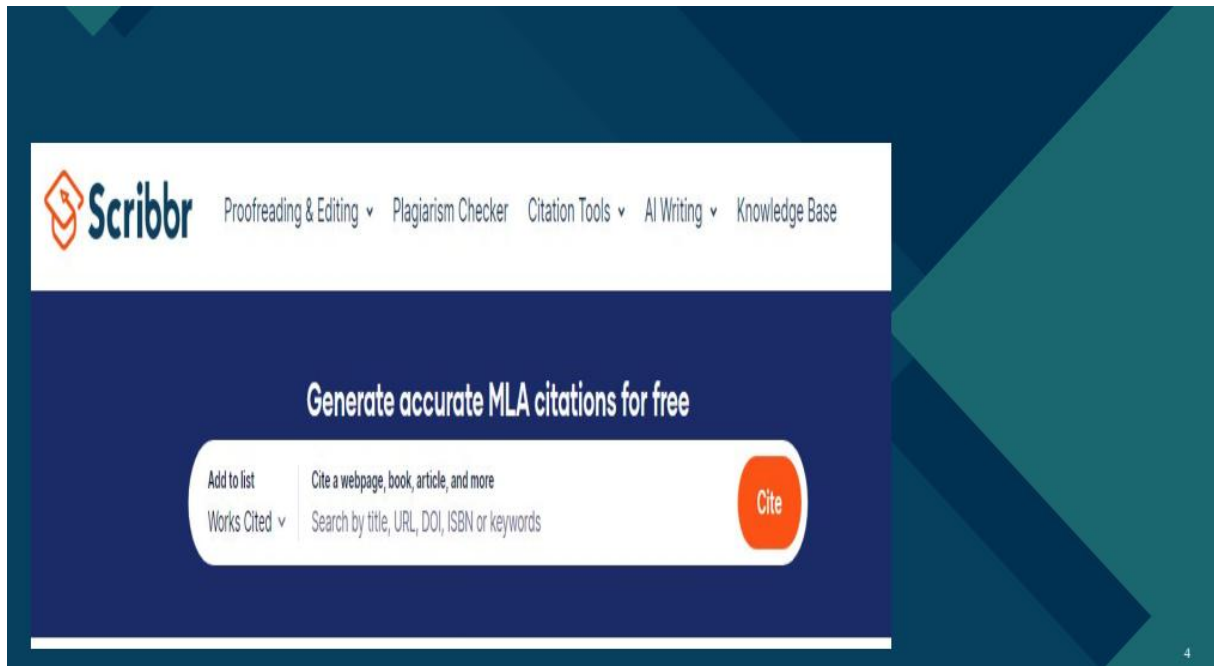 Scribbr Proofreading & Editing Plagiarism Checker Citation Tools AI Writing Knowledge Base
Generate accurate MLA citations for free
Add to list
Works Cited
Cite a webpage, book, article, and more
Search by title, URL, DOI, ISBN or keywords
Cite
4